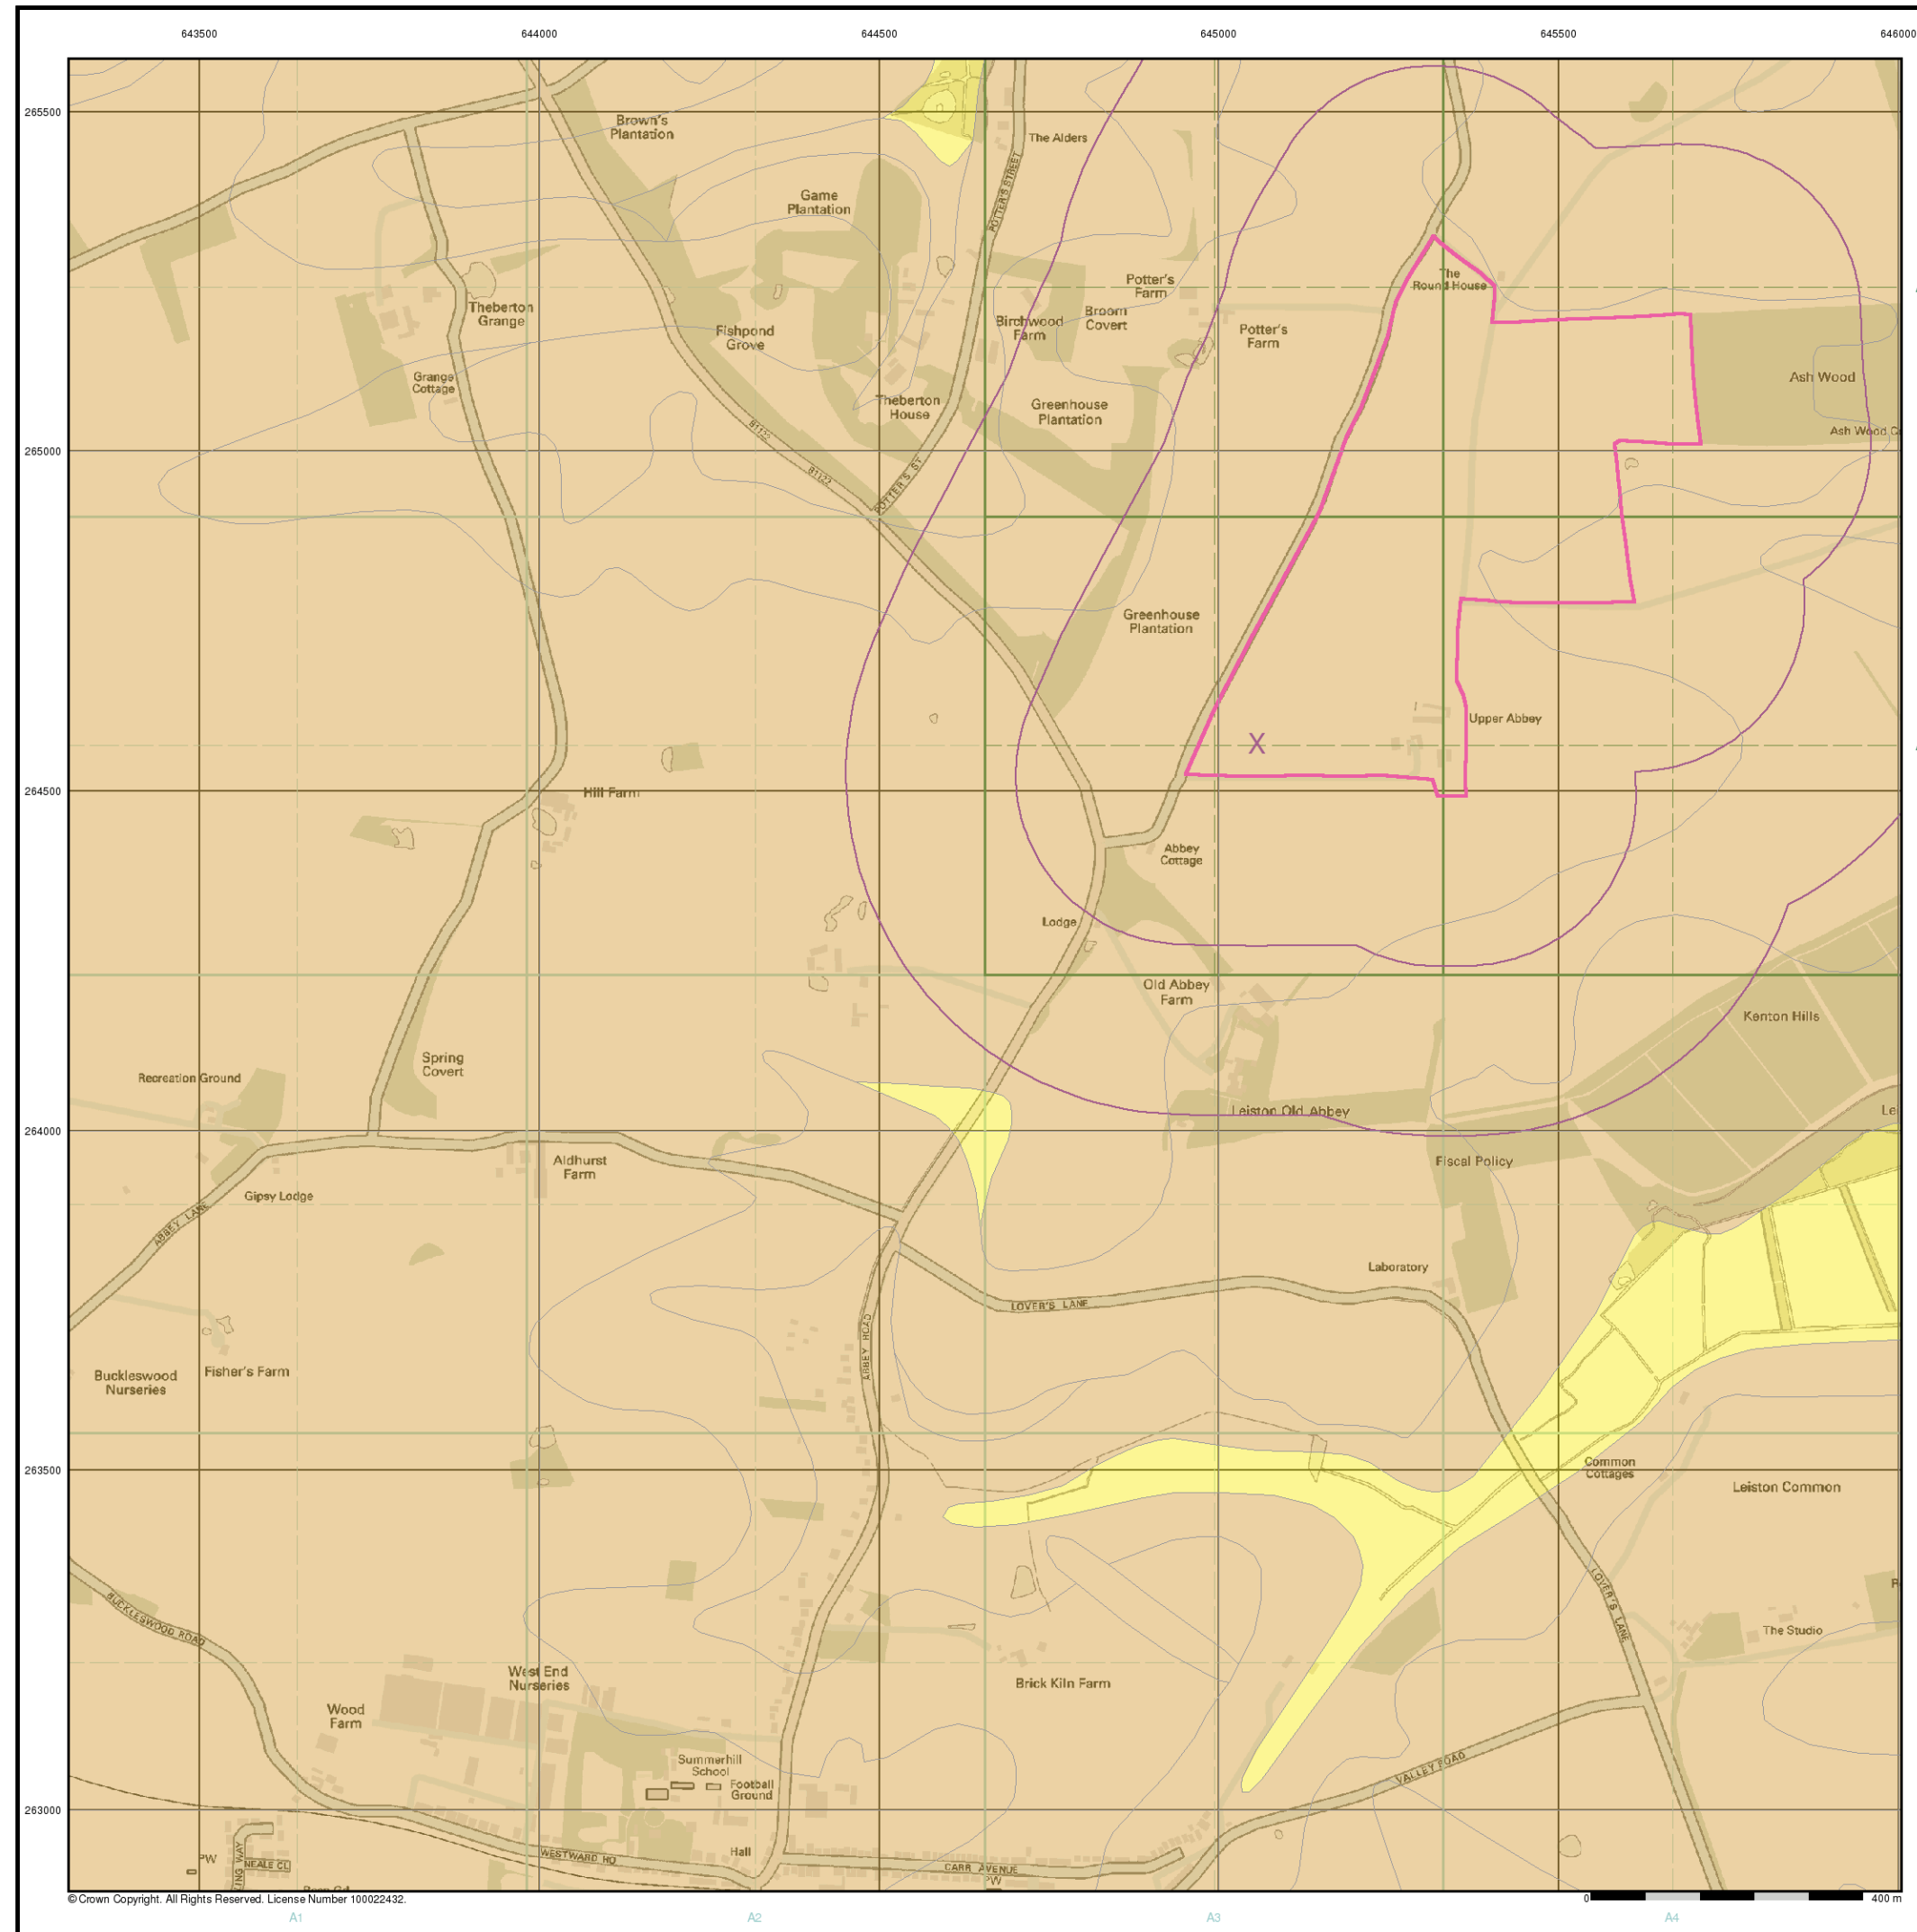 643500 644000 644500 645000 645500 646000
265500
Brown's
Plantation
The Alders
POTTER'S STREET
Game
Plantation
The
Round House
Potter's
Farm
Theberton
Grange
Birchwood
Farm
Broom
Covert
Potter's
Farm
Fishpond
Grove
Grange
Cottage
Ash Wood
Theberton
House
Greenhouse
Plantation
B1122
Ash Wood C
265000
B1122
POTTER'S ST
Greenhouse
Plantation
Upper Abbey
X
264500
Hill Farm
Abbey
Cottage
Lodge
Old Abbey
Farm
Kenton Hills
Spring
Covert
Recreation Ground
Leiston Old Abbey
Le
264000
Aldhurst
Farm
Fiscal Policy
Gipsy Lodge
ABBEY LANE
Laboratory
LOVER'S LANE
ABBEY ROAD
Buckleswood
Nurseries
Fisher's Farm
263500
Common
Cottages
Leiston Common
BUCKLESWOOD ROAD
LOVER'S LANE
The Studio
West End
Nurseries
Brick Kiln Farm
Wood
Farm
Summerhill
School
Football
Ground
VALLEY ROAD
263000
Hall
WESTWARD HO
CARR AVENUE
PW
NEALE CL
LING WAY
PW
© Crown Copyright. All Rights Reserved. License Number 100022432.
0 400 m
A1 A2 A3 A4